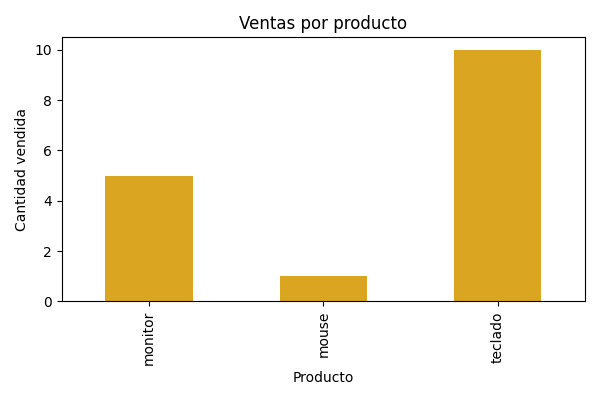 Ventas por producto
Cantidad vendida
10
8
6
4
2
0
monitor
mouse
teclado
Producto